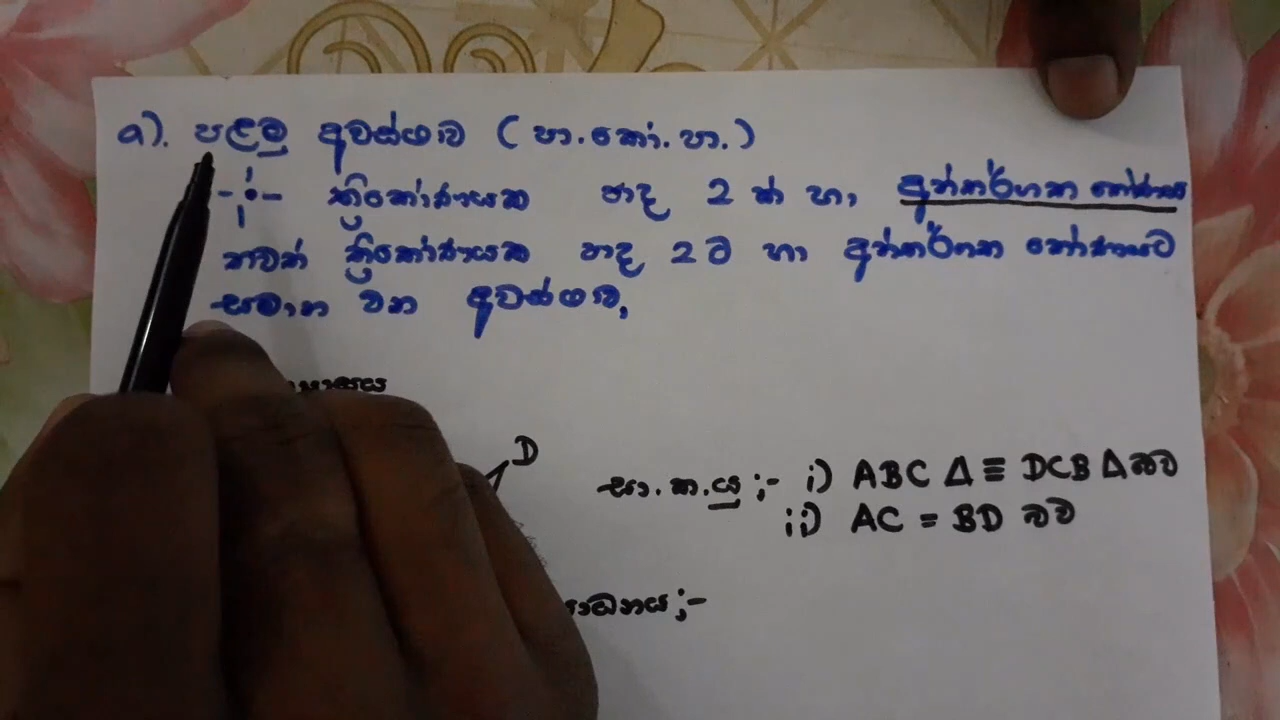 a). පළමු අවස්ථාව ( පා.කෝ.පා. )
ත්‍රිකෝණයක පාද 2 ක් හා, අන්තර්ගත කෝණය
තවත් ත්‍රිකෝණයක පාද 2 ට හා අන්තර්ගත කෝණයට
සමාන වන අවස්ථාව,
D
සා.ක.යු ;- i) ABC Δ ≡ DCB Δ බව
ii) AC = BD බව